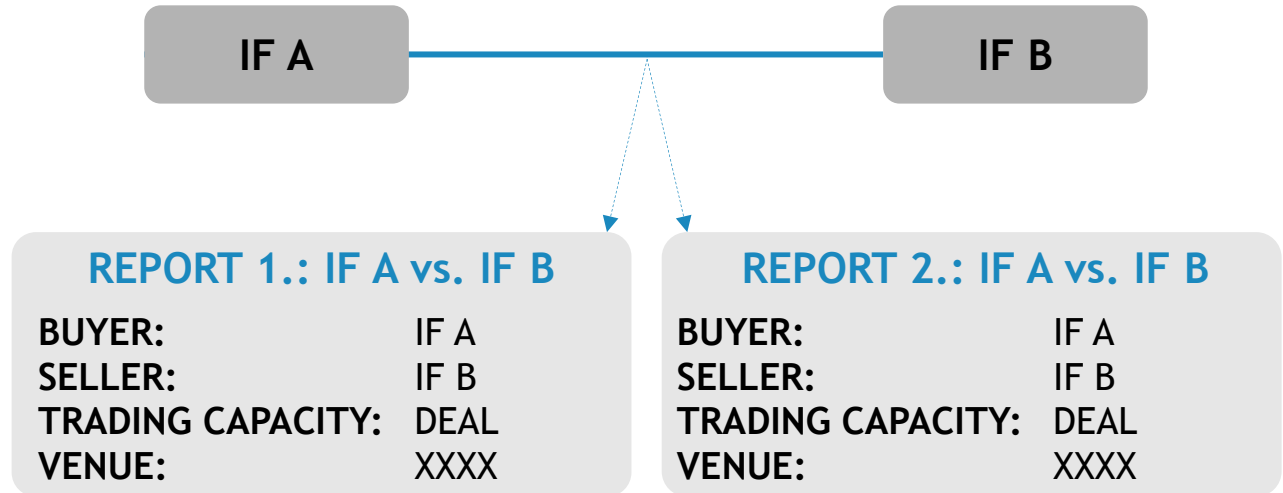 IF A
IF B
REPORT 1.: IF A vs. IF B
BUYER: IF A
SELLER: IF B
TRADING CAPACITY: DEAL
VENUE: XXXX
REPORT 2.: IF A vs. IF B
BUYER: IF A
SELLER: IF B
TRADING CAPACITY: DEAL
VENUE: XXXX